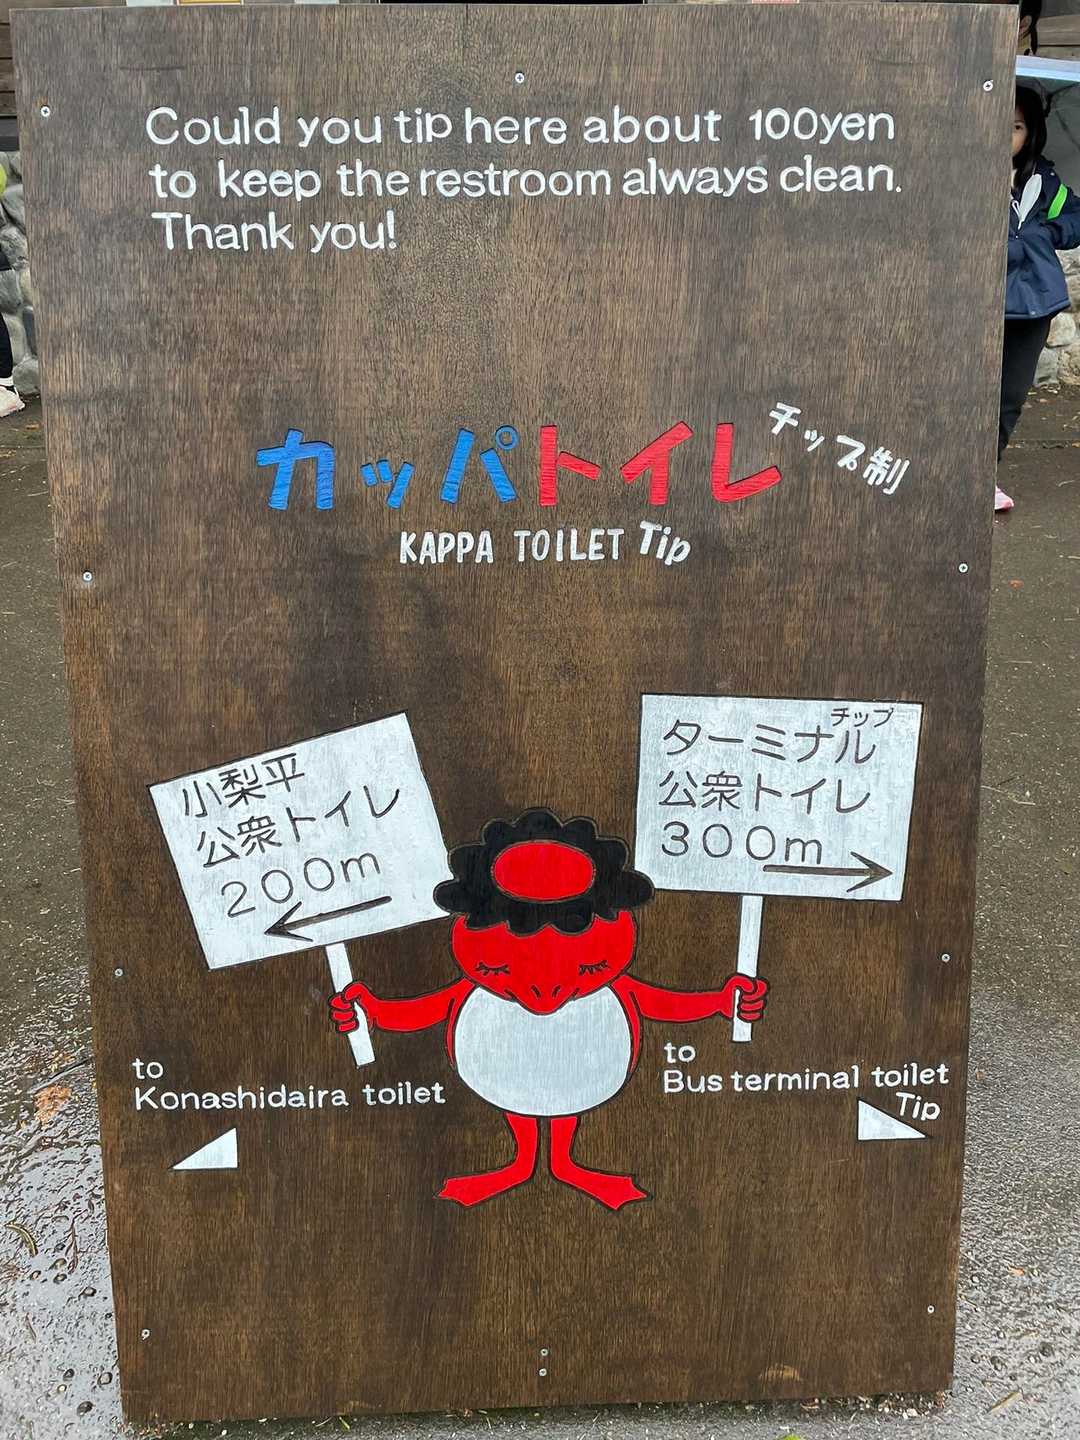 Could you tip here about 100yen
to keep the restroom always clean.
Thank you!
カッパトイレ チップ制
KAPPA TOILET Tip
小梨平
公衆トイレ
200m
チップ
ターミナル
公衆トイレ
300m
to
Konashidaira toilet
to
Bus terminal toilet
Tip